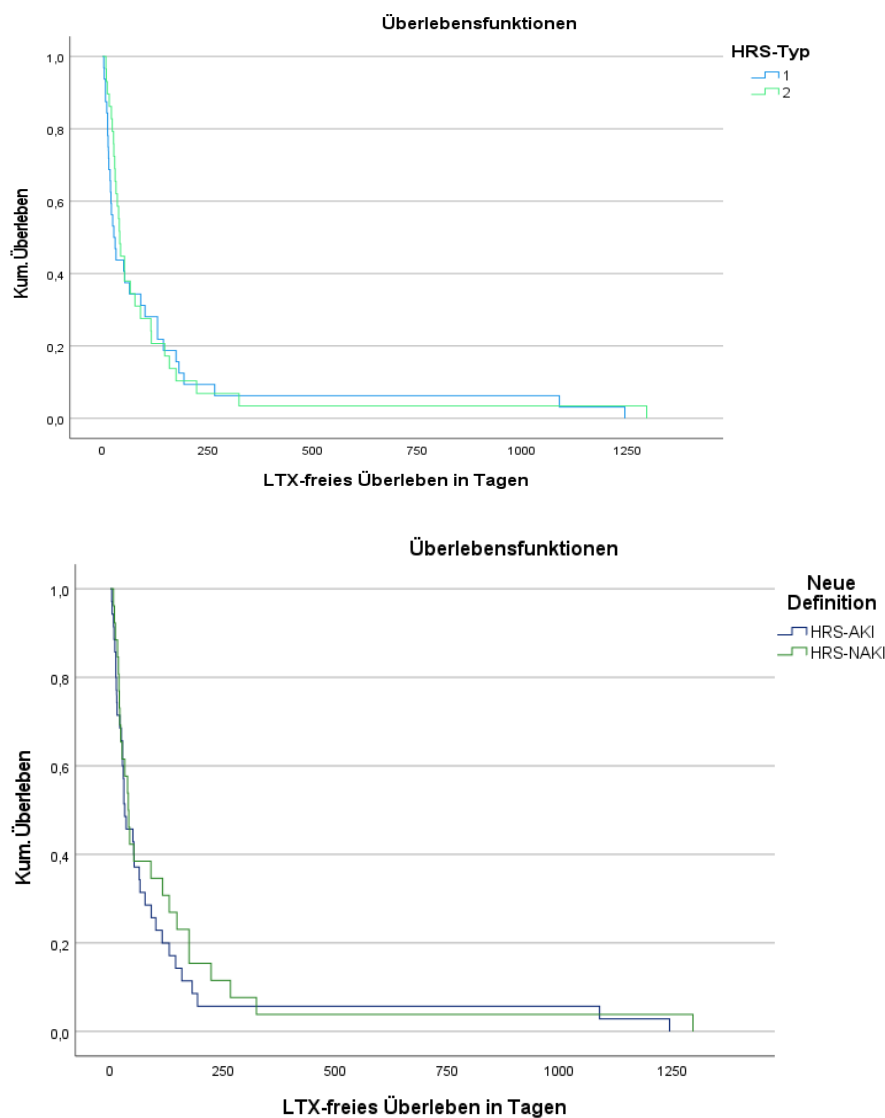 Überlebensfunktionen
HRS-Typ
1
2
1,0
0,8
0,6
0,4
0,2
0,0
Kum. Überleben
0 250 500 750 1000 1250
LTX-freies Überleben in Tagen
Überlebensfunktionen
Neue
Definition
HRS-AKI
HRS-NAKI
1,0
0,8
0,6
0,4
0,2
0,0
Kum. Überleben
0 250 500 750 1000 1250
LTX-freies Überleben in Tagen